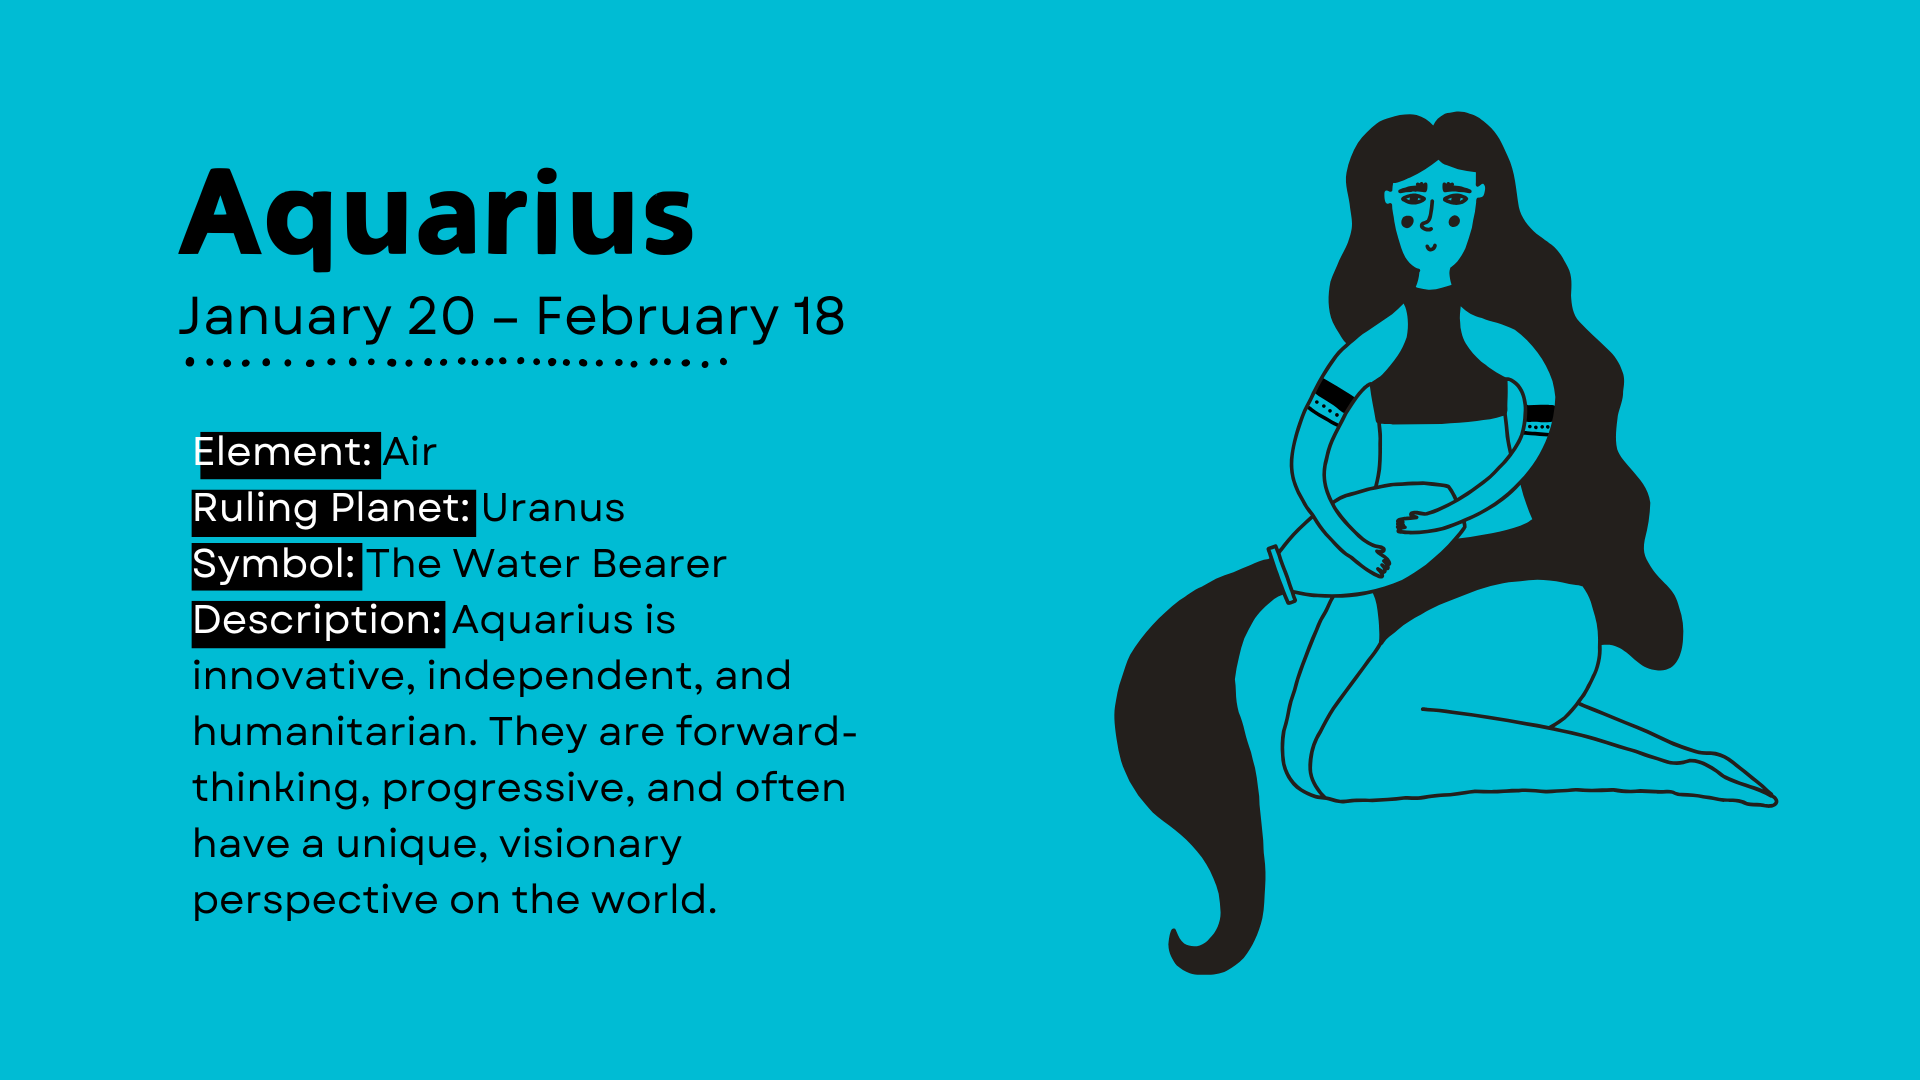 Aquarius
January 20 – February 18
Element: Air
Ruling Planet: Uranus
Symbol: The Water Bearer
Description: Aquarius is
innovative, independent, and
humanitarian. They are forward-
thinking, progressive, and often
have a unique, visionary
perspective on the world.